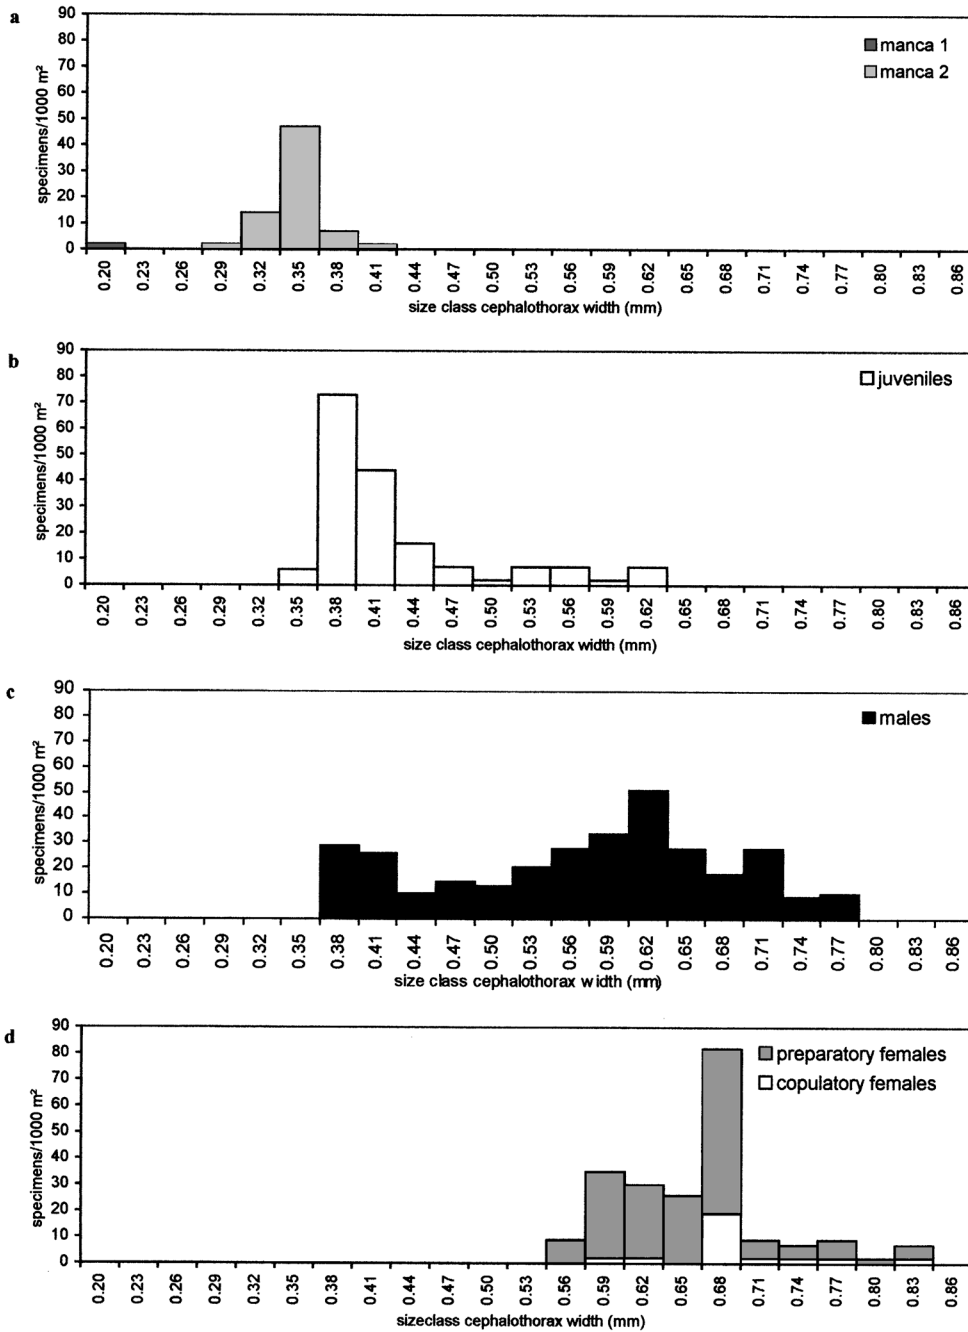 a
90
80
70
60
50
40
30
20
10
0
specimens/1000 m²
manca 1
manca 2
0.20 0.23 0.26 0.29 0.32 0.35 0.38 0.41 0.44 0.47 0.50 0.53 0.56 0.59 0.62 0.65 0.68 0.71 0.74 0.77 0.80 0.83 0.86
size class cephalothorax width (mm)
b
90
80
70
60
50
40
30
20
10
0
specimens/1000 m²
juveniles
0.20 0.23 0.26 0.29 0.32 0.35 0.38 0.41 0.44 0.47 0.50 0.53 0.56 0.59 0.62 0.65 0.68 0.71 0.74 0.77 0.80 0.83 0.86
size class cephalothorax width (mm)
c
90
80
70
60
50
40
30
20
10
0
specimens/1000 m²
males
0.20 0.23 0.26 0.29 0.32 0.35 0.38 0.41 0.44 0.47 0.50 0.53 0.56 0.59 0.62 0.65 0.68 0.71 0.74 0.77 0.80 0.83 0.86
size class cephalothorax width (mm)
d
90
80
70
60
50
40
30
20
10
0
specimens/1000 m²
preparatory females
copulatory females
0.20 0.23 0.26 0.29 0.32 0.35 0.38 0.41 0.44 0.47 0.50 0.53 0.56 0.59 0.62 0.65 0.68 0.71 0.74 0.77 0.80 0.83 0.86
sizeclass cephalothorax width (mm)